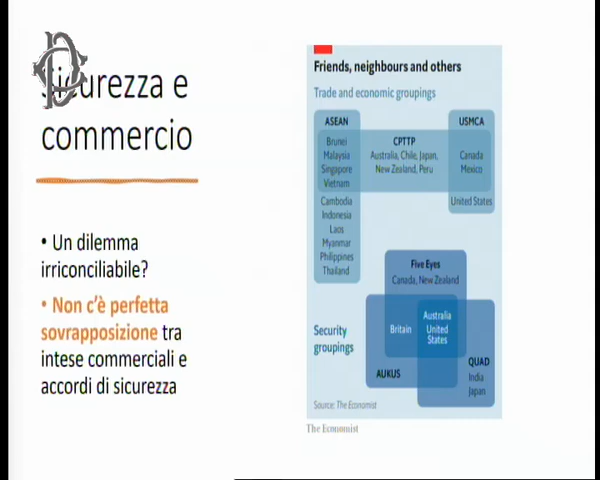 Sicurezza e
commercio
• Un dilemma
irriconciliabile?
• Non c'è perfetta
sovrapposizione tra
intese commerciali e
accordi di sicurezza
Friends, neighbours and others
Trade and economic groupings
ASEAN
Brunei
Malaysia
Singapore
Vietnam
Cambodia
Indonesia
Laos
Myanmar
Philippines
Thailand
CPTTP
Australia, Chile, Japan,
New Zealand, Peru
USMCA
Canada
Mexico
United States
Security
groupings
Five Eyes
Canada, New Zealand
Britain
Australia
United
States
AUKUS
QUAD
India
Japan
Source: The Economist
The Economist